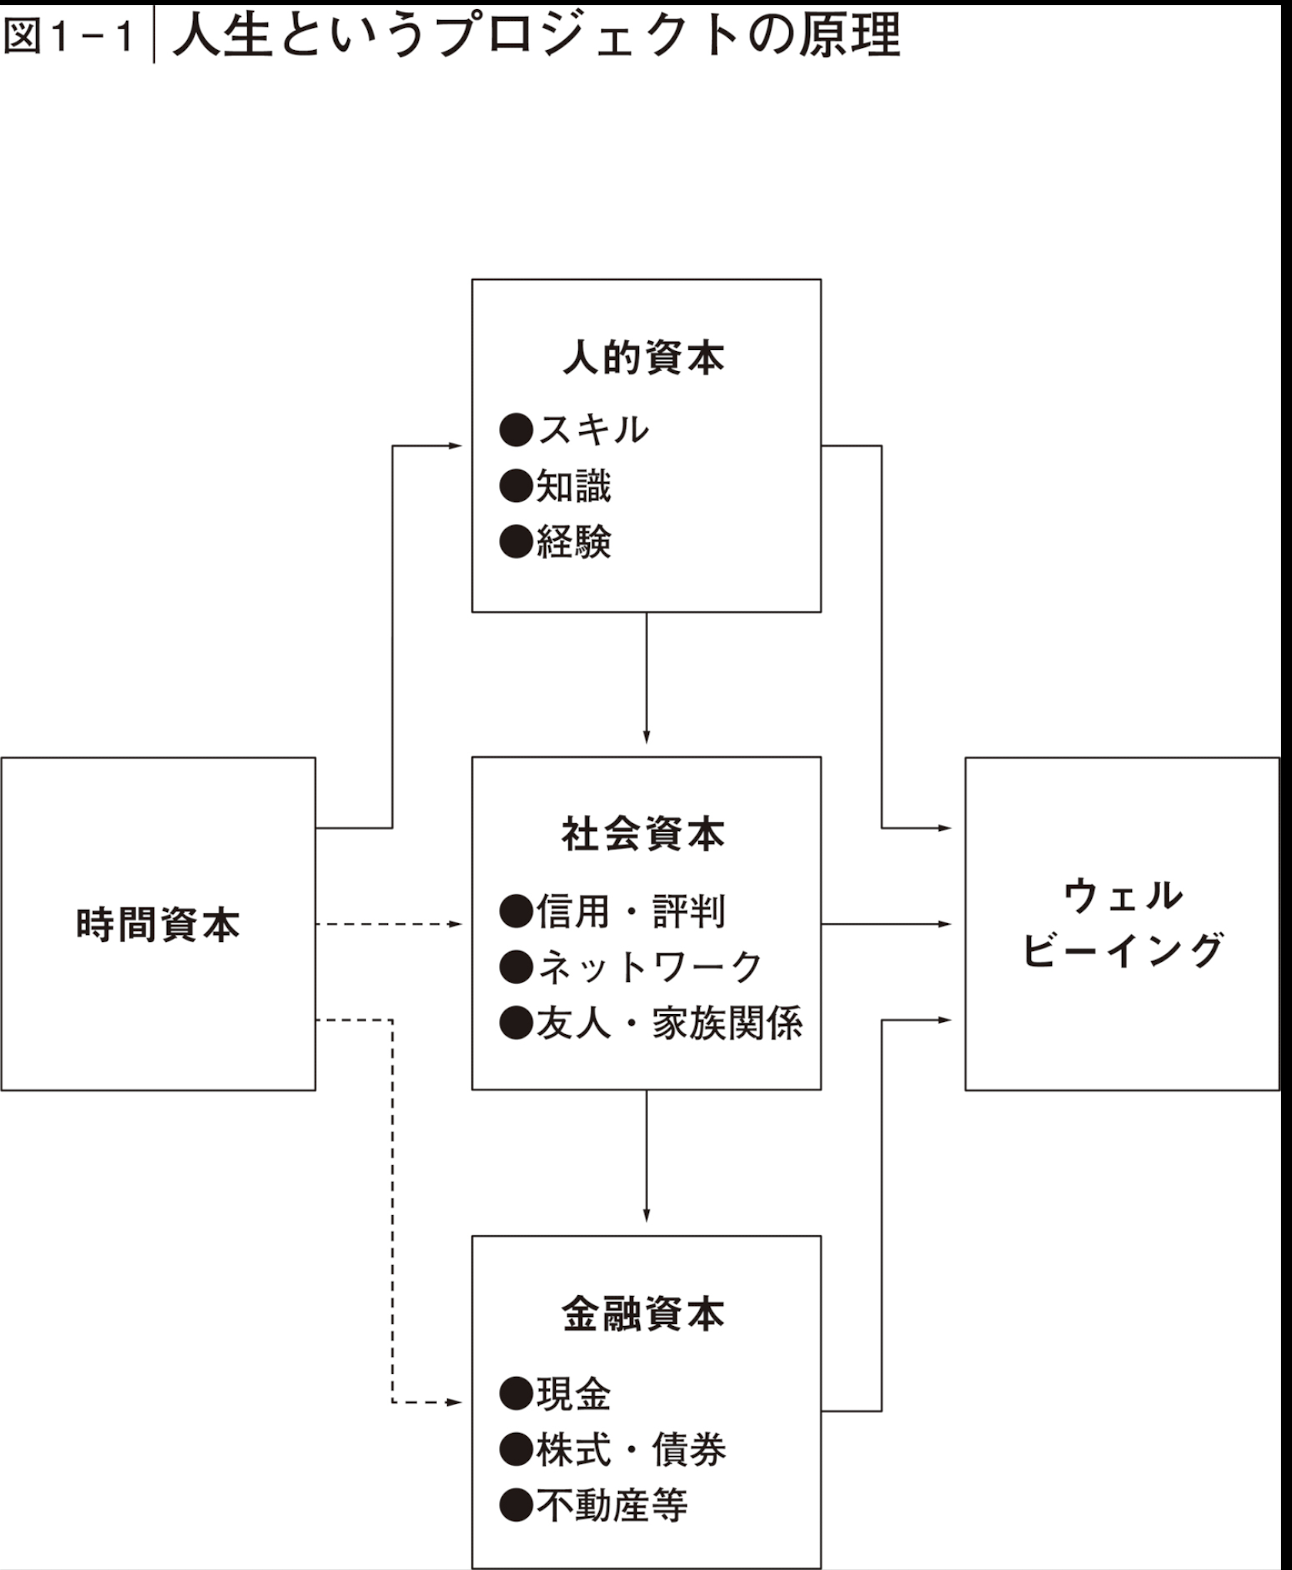 図1-1 人生というプロジェクトの原理
人的資本
●スキル
●知識
●経験
時間資本
社会資本
●信用・評判
●ネットワーク
●友人・家族関係
ウェル
ビーイング
金融資本
●現金
●株式・債券
●不動産等